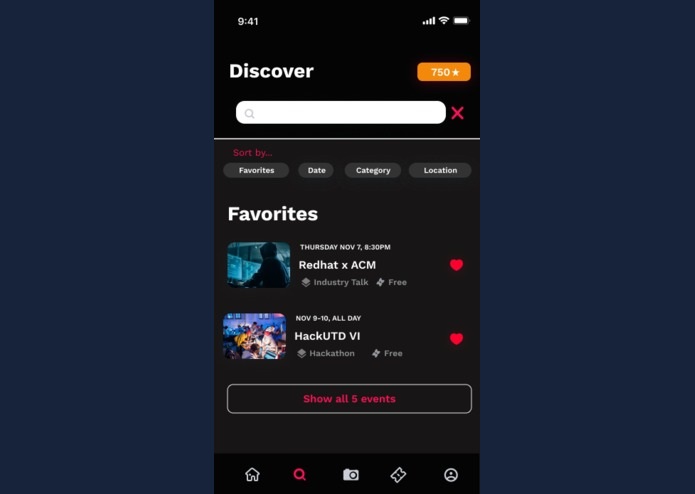 9:41
Discover
750 ★
Sort by...
Favorites Date Category Location
Favorites
THURSDAY NOV 7, 8:30PM
Redhat x ACM
Industry Talk Free
NOV 9-10, ALL DAY
HackUTD VI
Hackathon Free
Show all 5 events